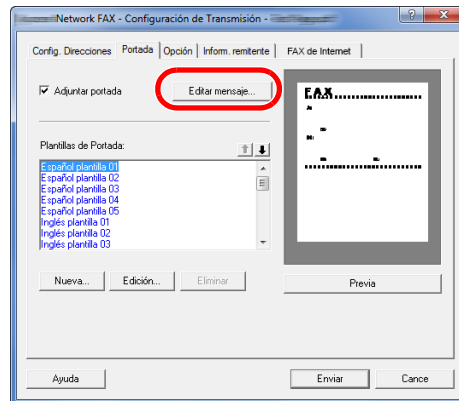 Network FAX - Configuración de Transmisión -
Config. Direcciones Portada Opción Inform. remitente FAX de Internet
Adjuntar portada Editar mensaje...
FAX
Plantillas de Portada:
Español plantilla 01
Español plantilla 02
Español plantilla 03
Español plantilla 04
Español plantilla 05
Inglés plantilla 01
Inglés plantilla 02
Inglés plantilla 03
Nueva... Edición... Eliminar Previa
Ayuda Enviar Cance